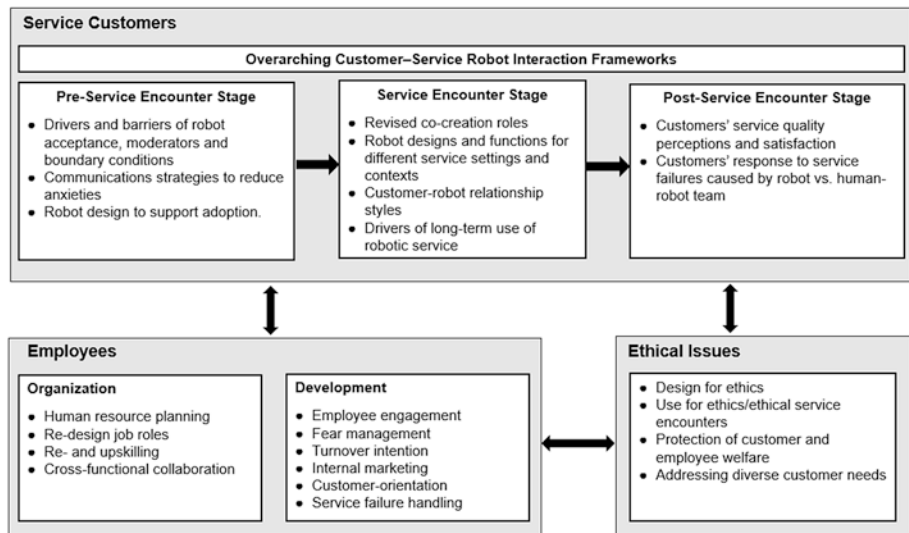 Service Customers
Overarching Customer–Service Robot Interaction Frameworks
Pre-Service Encounter Stage
● Drivers and barriers of robot
acceptance, moderators and
boundary conditions
● Communications strategies to reduce
anxieties
● Robot design to support adoption.
Service Encounter Stage
● Revised co-creation roles
● Robot designs and functions for
different service settings and
contexts
● Customer-robot relationship
styles
● Drivers of long-term use of
robotic service
Post-Service Encounter Stage
● Customers' service quality
perceptions and satisfaction
● Customers' response to service
failures caused by robot vs. human-
robot team
Employees
Organization
● Human resource planning
● Re-design job roles
● Re- and upskilling
● Cross-functional collaboration
Development
● Employee engagement
● Fear management
● Turnover intention
● Internal marketing
● Customer-orientation
● Service failure handling
Ethical Issues
● Design for ethics
● Use for ethics/ethical service
encounters
● Protection of customer and
employee welfare
● Addressing diverse customer needs